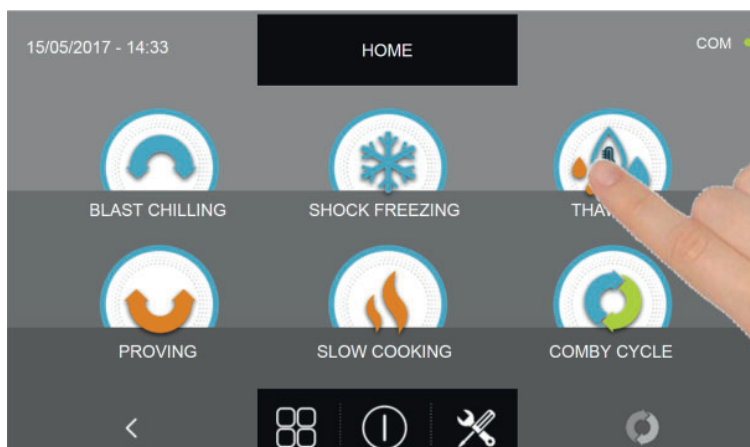 15/05/2017 - 14:33
HOME
COM
BLAST CHILLING
SHOCK FREEZING
PROVING
SLOW COOKING
COMBY CYCLE